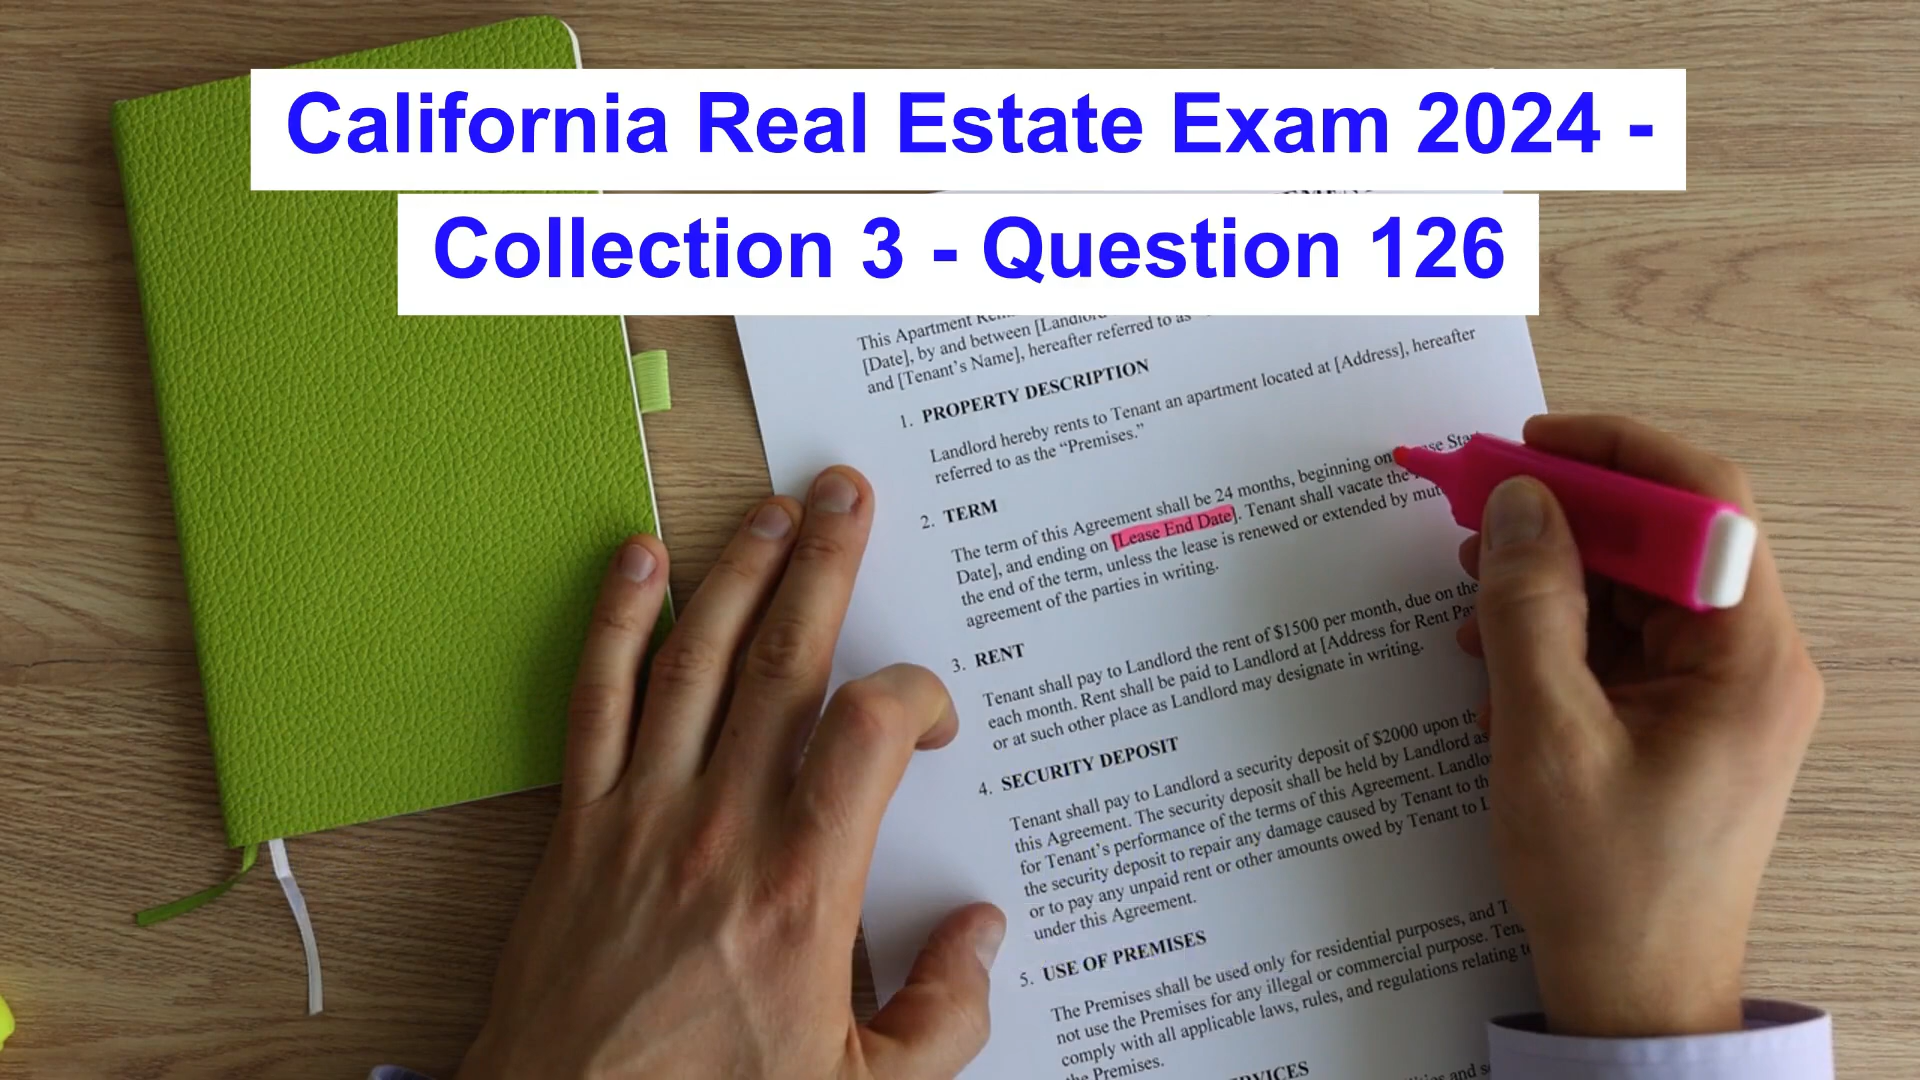 California Real Estate Exam 2024 -
Collection 3 - Question 126
This Apartment
[Date], by and between [Landlord
and [Tenant's Name], hereafter referred to as
1. PROPERTY DESCRIPTION
Landlord hereby rents to Tenant an apartment located at [Address], hereafter
referred to as the “Premises.”
2. TERM
The term of this Agreement shall be 24 months, beginning on
Date], and ending on [Lease End Date]. Tenant shall vacate the
the end of the term, unless the lease is renewed or extended by
agreement of the parties in writing.
3. RENT
Tenant shall pay to Landlord the rent of $1500 per month, due on the
each month. Rent shall be paid to Landlord at [Address for Rent
or at such other place as Landlord may designate in writing.
4. SECURITY DEPOSIT
Tenant shall pay to Landlord a security deposit of $2000 upon
this Agreement. The security deposit shall be held by Landlord as
for Tenant's performance of the terms of this Agreement.
the security deposit to repair any damage caused by Tenant to
or to pay any unpaid rent or other amounts owed by Tenant to
under this Agreement.
5. USE OF PREMISES
The Premises shall be used only for residential purposes, and
not use the Premises for any illegal or commercial purpose.
comply with all applicable laws, rules, and regulations relating
the Premises.